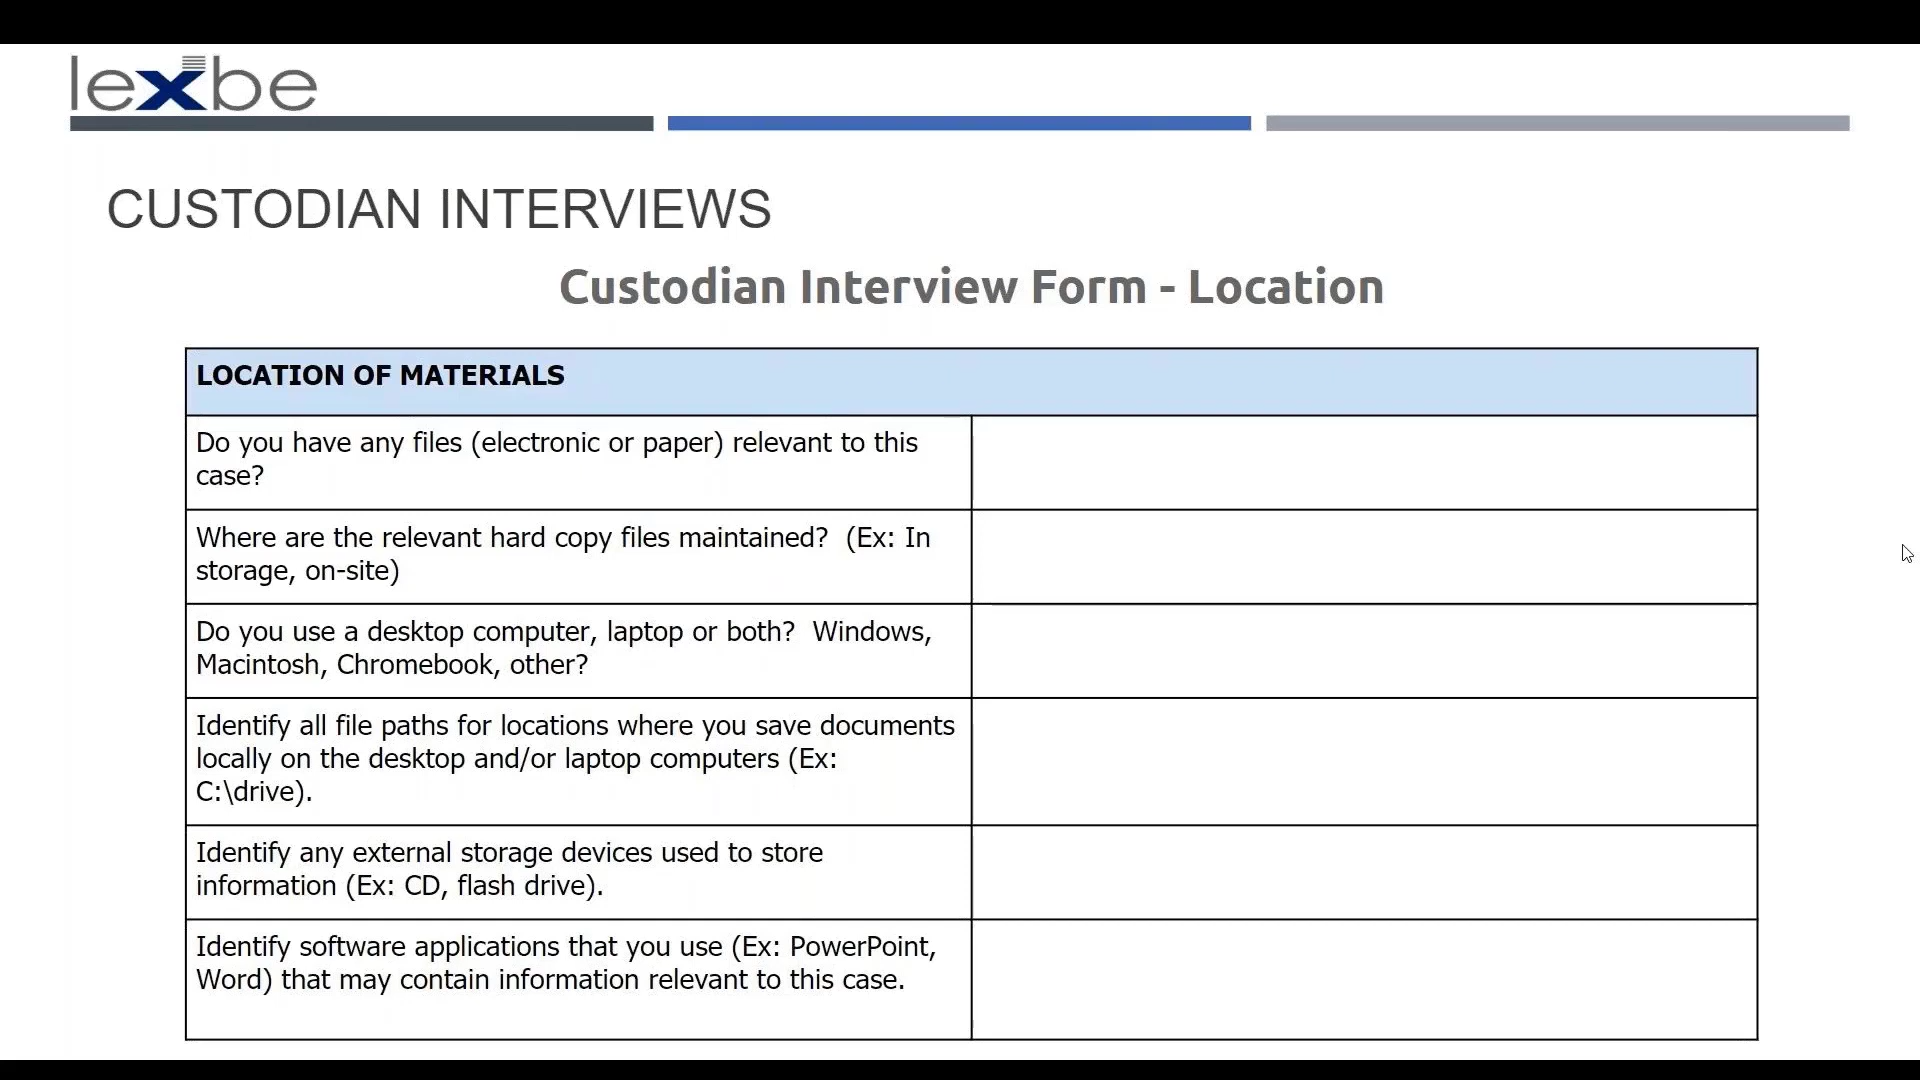 lexbe
CUSTODIAN INTERVIEWS
Custodian Interview Form - Location
LOCATION OF MATERIALS
Do you have any files (electronic or paper) relevant to this
case?
Where are the relevant hard copy files maintained?  (Ex: In
storage, on-site)
Do you use a desktop computer, laptop or both?  Windows,
Macintosh, Chromebook, other?
Identify all file paths for locations where you save documents
locally on the desktop and/or laptop computers (Ex:
C:\drive).
Identify any external storage devices used to store
information (Ex: CD, flash drive).
Identify software applications that you use (Ex: PowerPoint,
Word) that may contain information relevant to this case.